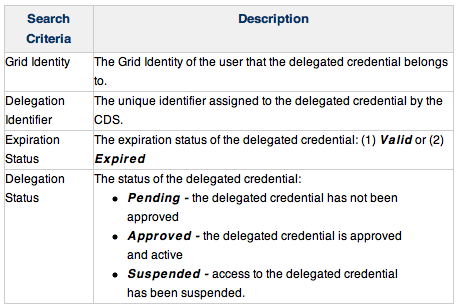 Search Criteria
Description
Grid Identity
The Grid Identity of the user that the delegated credential belongs
to.
Delegation
Identifier
The unique identifier assigned to the delegated credential by the
CDS.
Expiration
Status
The expiration status of the delegated credential: (1) Valid or (2)
Expired
Delegation
Status
The status of the delegated credential:
• Pending - the delegated credential has not been
approved
• Approved - the delegated credential is approved
and active
• Suspended - access to the delegated credential
has been suspended.